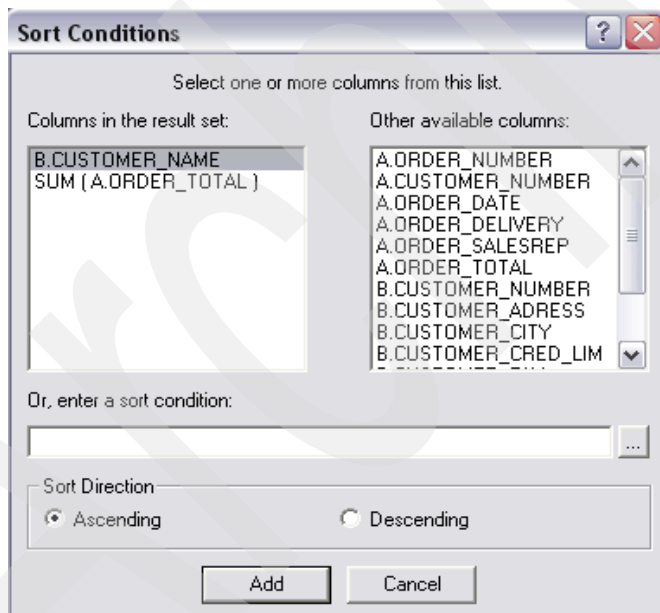 Sort Conditions
Select one or more columns from this list.
Columns in the result set:
Other available columns:
B.CUSTOMER_NAME
SUM ( A.ORDER_TOTAL )
A.ORDER_NUMBER
A.CUSTOMER_NUMBER
A.ORDER_DATE
A.ORDER_DELIVERY
A.ORDER_SALESREP
A.ORDER_TOTAL
B.CUSTOMER_NUMBER
B.CUSTOMER_ADRESS
B.CUSTOMER_CITY
B.CUSTOMER_CRED_LIM
Or, enter a sort condition:
...
Sort Direction
Ascending
Descending
Add
Cancel